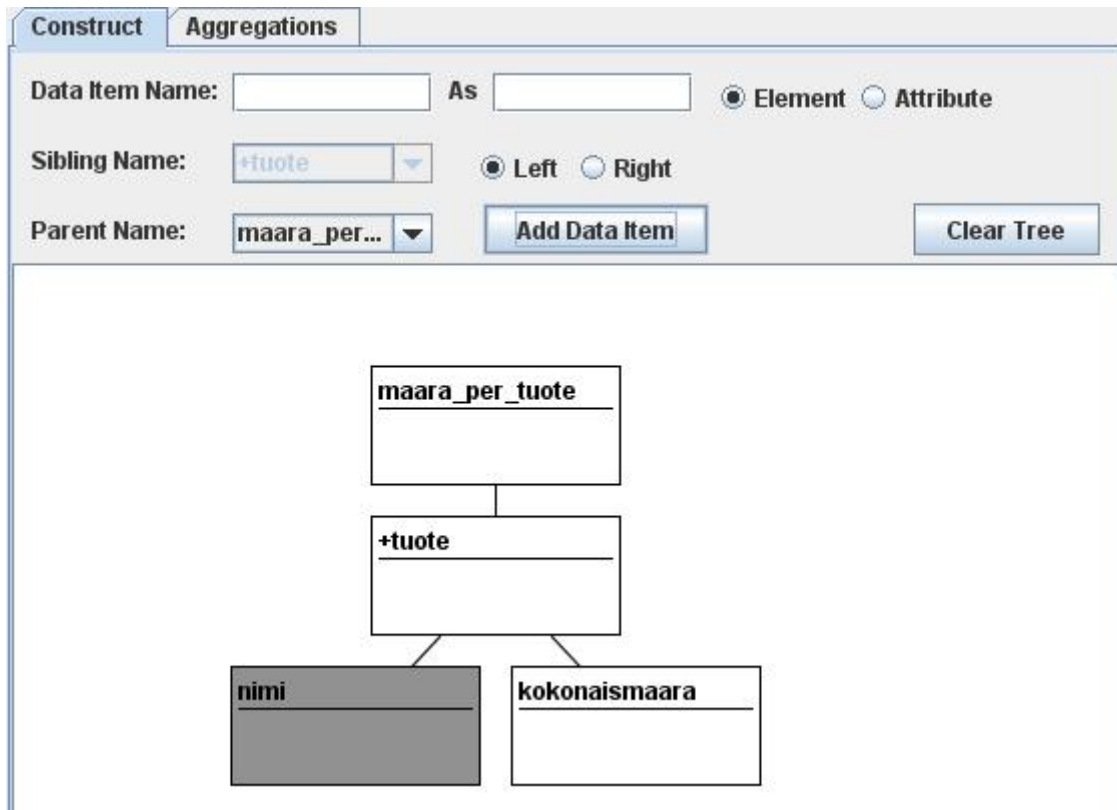 Construct Aggregations
Data Item Name: As Element Attribute
Sibling Name: +tuote Left Right
Parent Name: maara_per... Add Data Item Clear Tree
maara_per_tuote
+tuote
nimi kokonaismaara